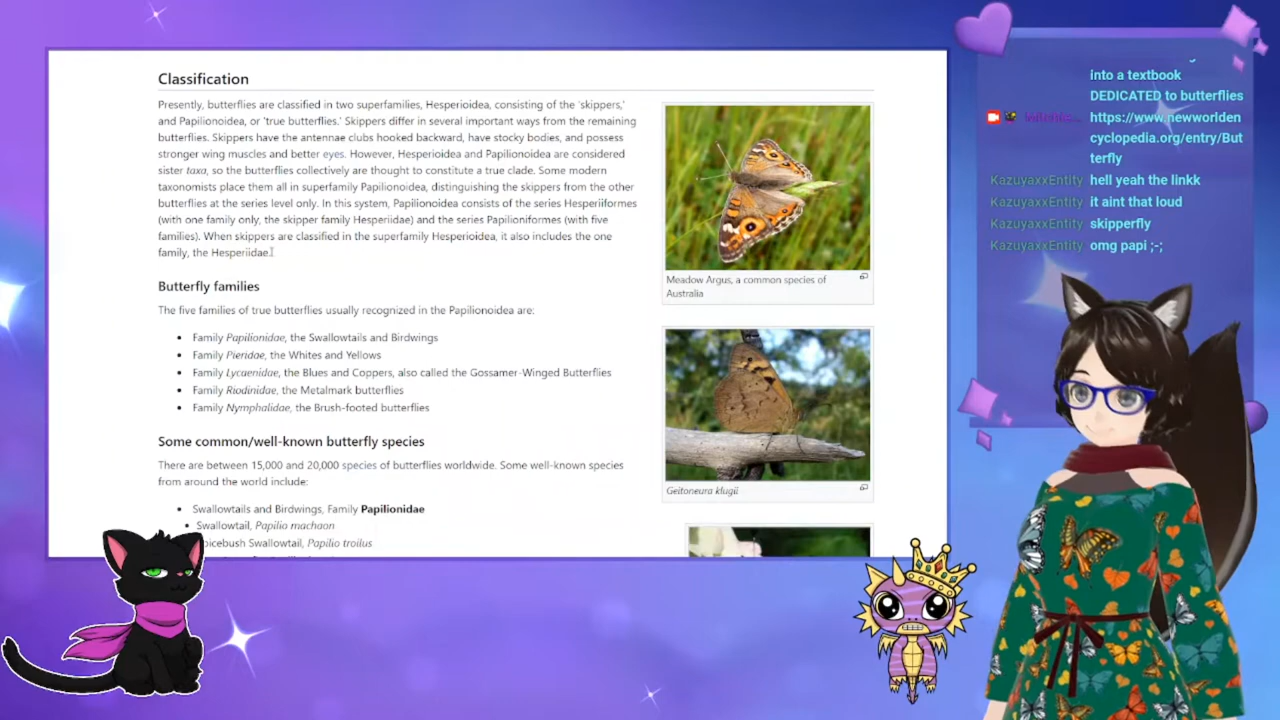 Classification
Presently, butterflies are classified in two superfamilies, Hesperioidea, consisting of the 'skippers,'
and Papilionoidea, or 'true butterflies.' Skippers differ in several important ways from the remaining
butterflies. Skippers have the antennae clubs hooked backward, have stocky bodies, and possess
stronger wing muscles and better eyes. However, Hesperioidea and Papilionoidea are considered
sister taxa, so the butterflies collectively are thought to constitute a true clade. Some modern
taxonomists place them all in superfamily Papilionoidea, distinguishing the skippers from the other
butterflies at the series level only. In this system, Papilionoidea consists of the series Hesperiiformes
(with one family only, the skipper family Hesperiidae) and the series Papilioniformes (with five
families). When skippers are classified in the superfamily Hesperioidea, it also includes the one
family, the Hesperiidae.
Meadow Argus, a common species of
Australia
Butterfly families
The five families of true butterflies usually recognized in the Papilionoidea are:
Family Papilionidae, the Swallowtails and Birdwings
Family Pieridae, the Whites and Yellows
Family Lycaenidae, the Blues and Coppers, also called the Gossamer-Winged Butterflies
Family Riodinidae, the Metalmark butterflies
Family Nymphalidae, the Brush-footed butterflies
Geitoneura klugii
Some common/well-known butterfly species
There are between 15,000 and 20,000 species of butterflies worldwide. Some well-known species
from around the world include:
Swallowtails and Birdwings, Family Papilionidae
Swallowtail, Papilio machaon
Swallowtail, Papilio troilus
into a textbook
DEDICATED to butterflies
https://www.newworlden
cyclopedia.org/entry/But
terfly
KazuyaxxEntity hell yeah the linkk
KazuyaxxEntity it aint that loud
KazuyaxxEntity skipperfly
KazuyaxxEntity omg papi ;-;